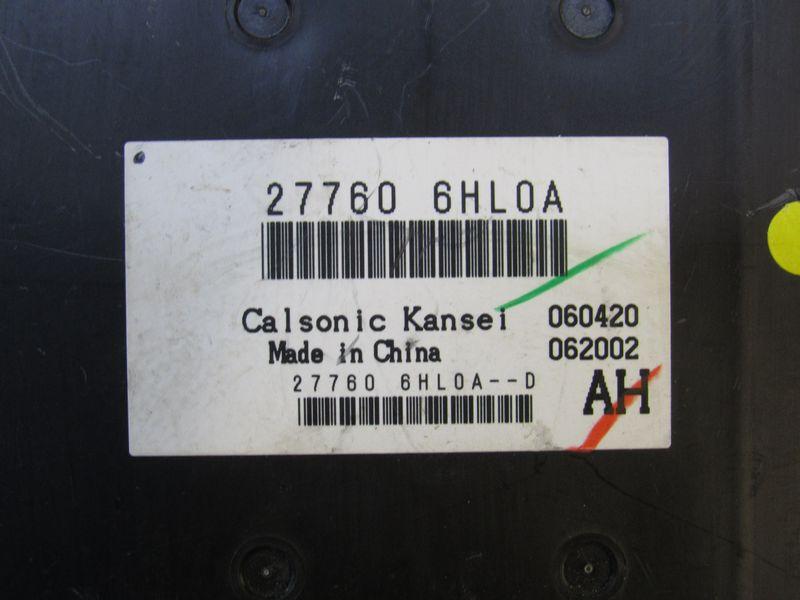 27760 6HL0A
Calsonic Kansei 060420
Made in China 062002
27760 6HL0A--D
AH